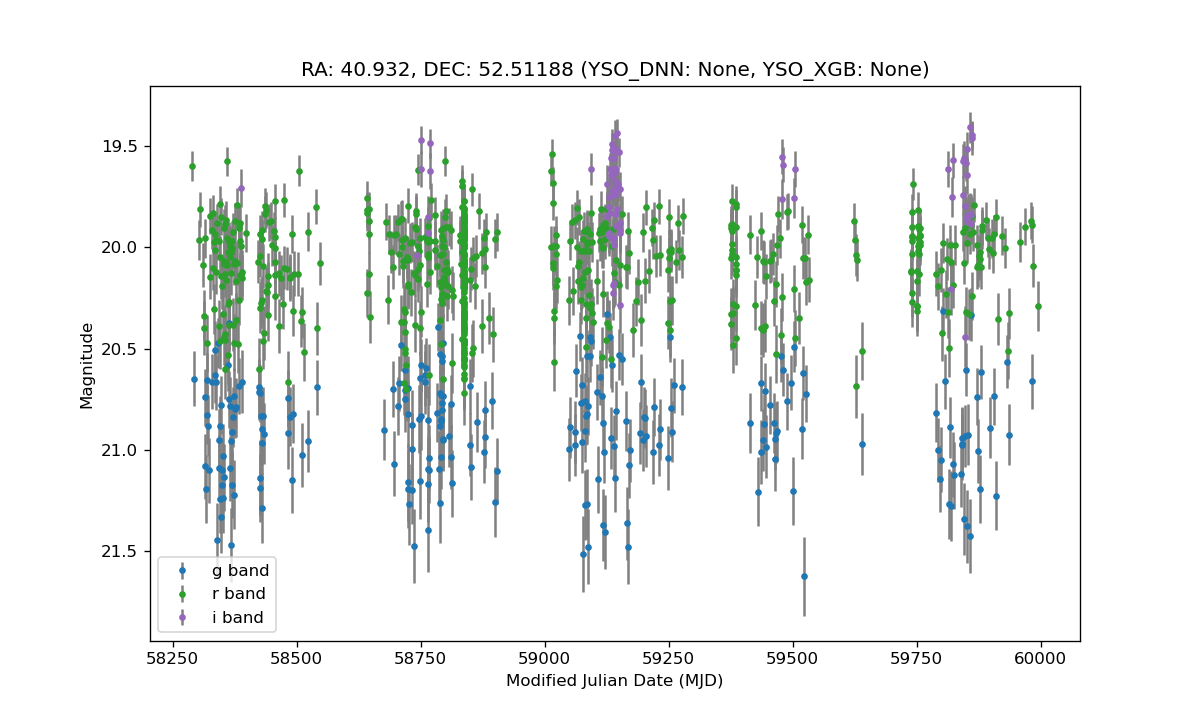 RA: 40.932, DEC: 52.51188 (YSO_DNN: None, YSO_XGB: None)
Magnitude
19.5
20.0
20.5
21.0
21.5
g band
r band
i band
58250 58500 58750 59000 59250 59500 59750 60000
Modified Julian Date (MJD)